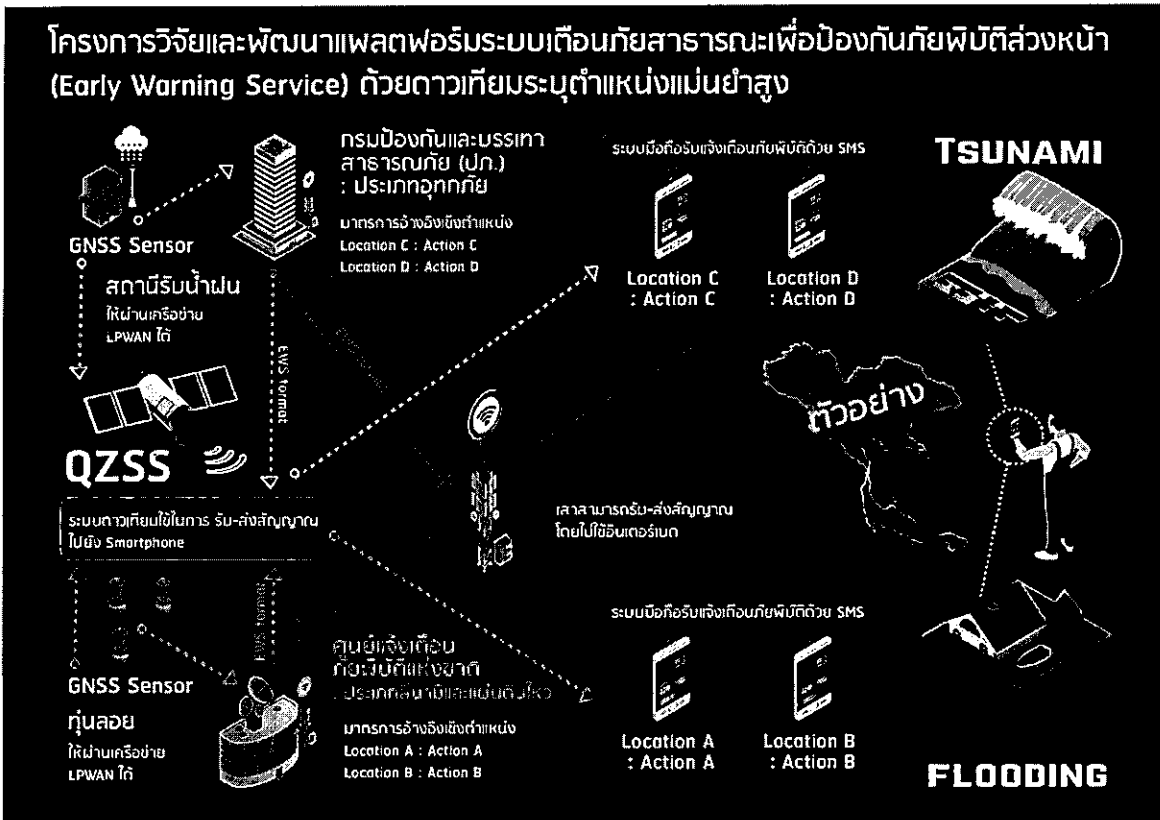 โครงการวิจัยและพัฒนาแพลตฟอร์มระบบเตือนภัยสาธารณะเพื่อป้องกันภัยพิบัติล่วงหน้า
(Early Warning Service) ด้วยดาวเทียมระบุตำแหน่งแม่นยำสูง
GNSS Sensor
สถานีรับน้ำฝน
ให้ผ่านเครือข่าย
LPWAN ได้
กรมป้องกันและบรรเทา
สาธารณภัย (ปภ.)
: ประเภทอุทกภัย
มาตรการอ้างอิงเชิงตำแหน่ง
Location C : Action C
Location D : Action D
ระบบมือถือรับแจ้งเตือนภัยพิบัติด้วย SMS
Location C
: Action C
Location D
: Action D
TSUNAMI
EWS format
QZSS
ระบบดาวเทียมใช้ในการ รับ-ส่งสัญญาณ
ไปยัง Smartphone
เสาสามารถรับ-ส่งสัญญาณ
โดยไม่ใช้อินเตอร์เนต
ตัวอย่าง
EWS format
GNSS Sensor
ทุ่นลอย
ให้ผ่านเครือข่าย
LPWAN ได้
ศูนย์แจ้งเตือน
ภัยพิบัติแห่งชาติ
: ประเภทสึนามิและแผ่นดินไหว
มาตรการอ้างอิงเชิงตำแหน่ง
Location A : Action A
Location B : Action B
ระบบมือถือรับแจ้งเตือนภัยพิบัติด้วย SMS
Location A
: Action A
Location B
: Action B
FLOODING